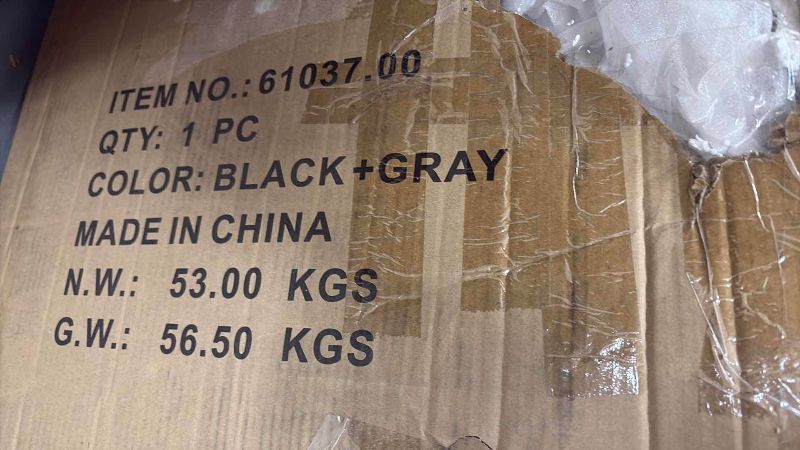 ITEM NO.: 61037.00
QTY: 1 PC
COLOR: BLACK+GRAY
MADE IN CHINA
N.W.: 53.00 KGS
G.W.: 56.50 KGS